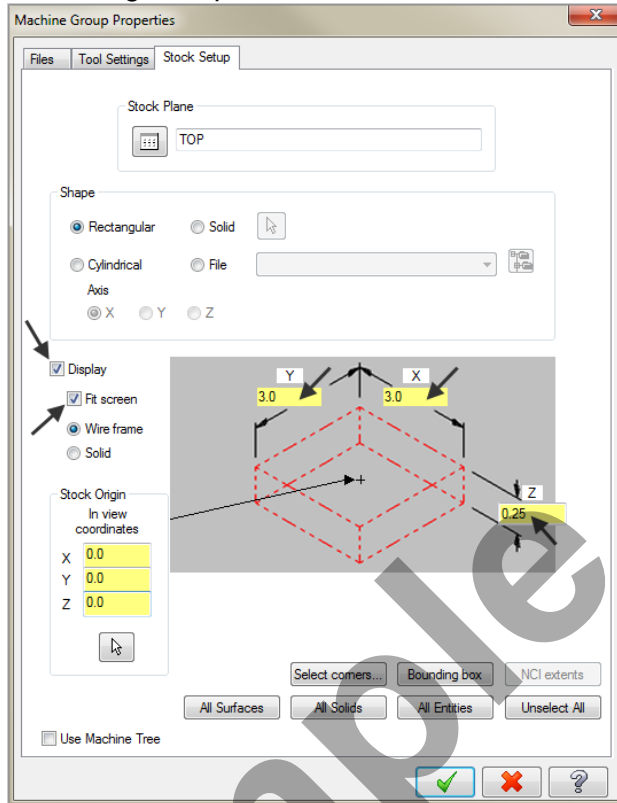 Machine Group Properties
Files Tool Settings Stock Setup
Stock Plane
TOP
Shape
Rectangular Solid
Cylindrical File
Axis
X Y Z
Display
Fit screen
Wire frame
Solid
Y X
3.0 3.0
Z
0.25
Stock Origin
In view
coordinates
X 0.0
Y 0.0
Z 0.0
Select corners... Bounding box NCI extents
All Surfaces All Solids All Entities Unselect All
Use Machine Tree